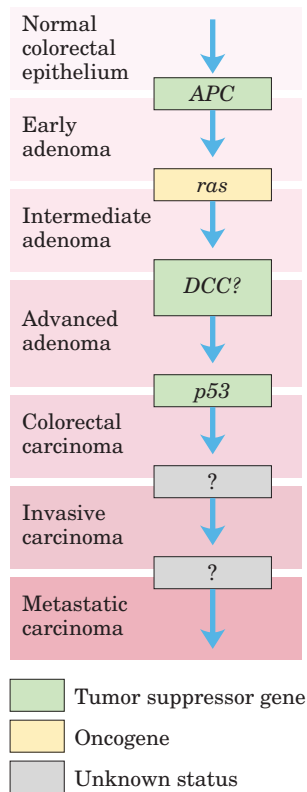 Normal
colorectal
epithelium
APC
Early
adenoma
ras
Intermediate
adenoma
DCC?
Advanced
adenoma
p53
Colorectal
carcinoma
?
Invasive
carcinoma
?
Metastatic
carcinoma
Tumor suppressor gene
Oncogene
Unknown status